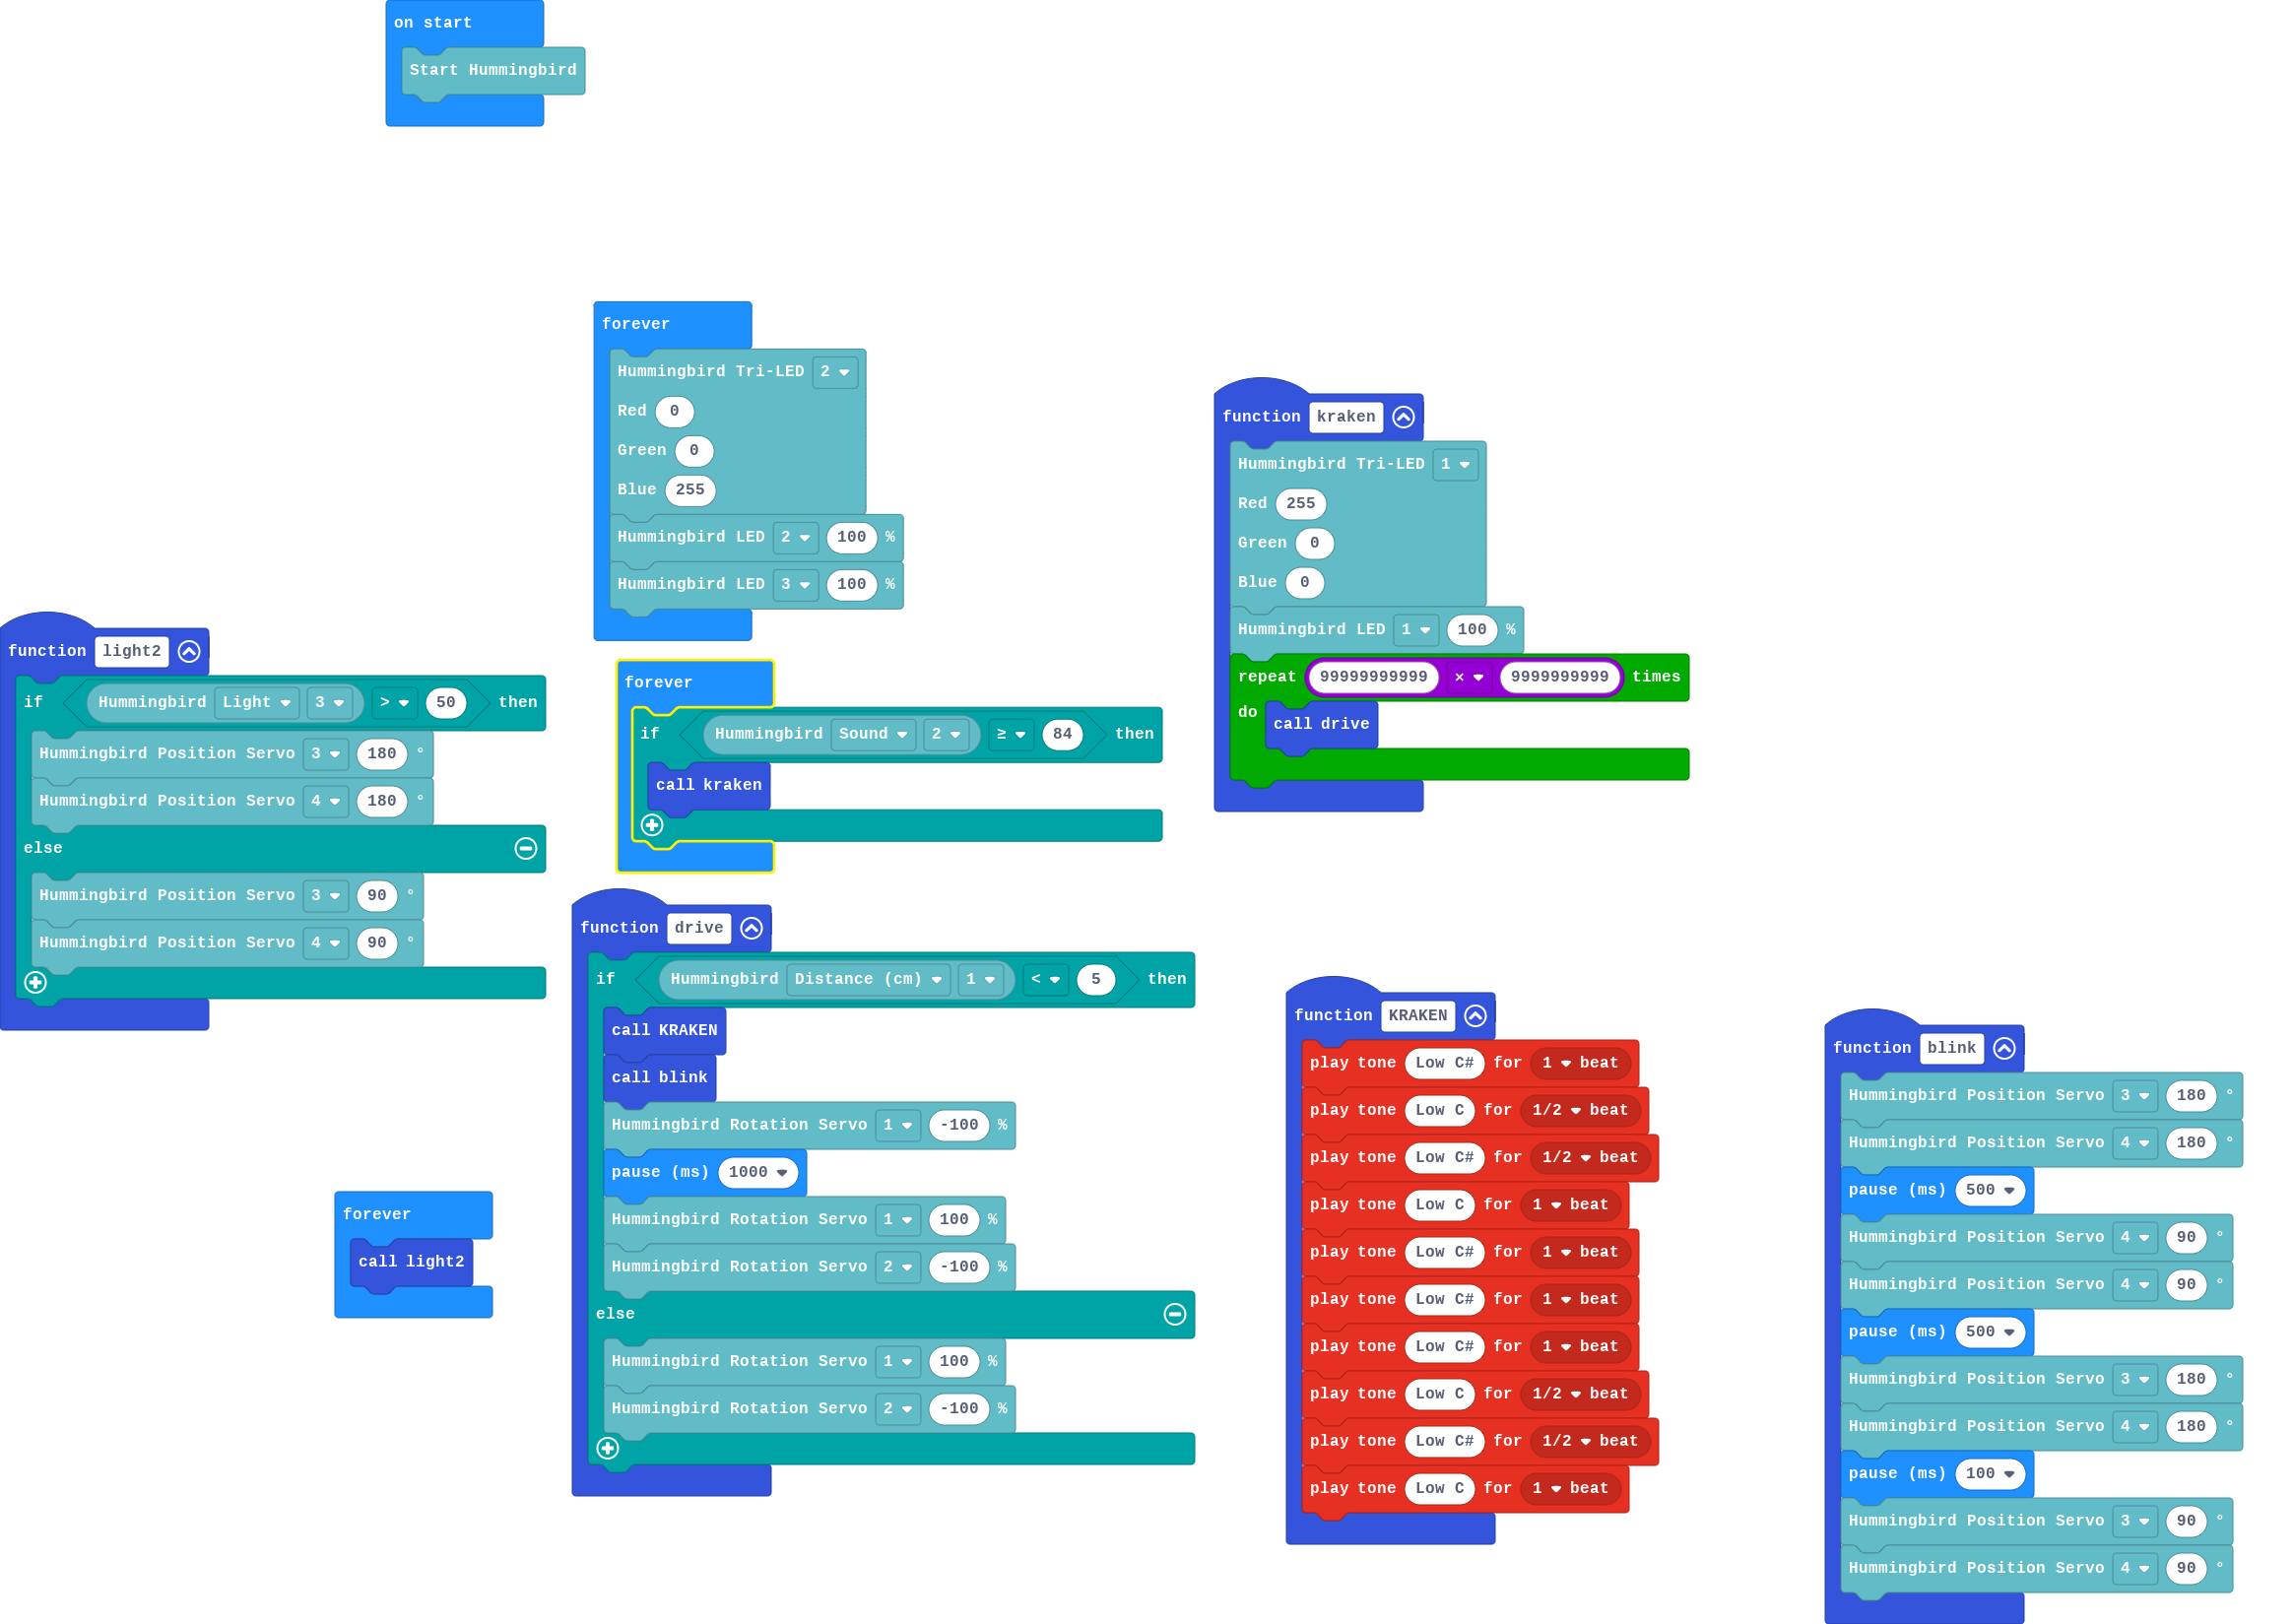 on start
Start Hummingbird
forever
Hummingbird Tri-LED 2
Red 0
Green 0
Blue 255
Hummingbird LED 2 100 %
Hummingbird LED 3 100 %
function kraken
Hummingbird Tri-LED 1
Red 255
Green 0
Blue 0
Hummingbird LED 1 100 %
repeat 99999999999 × 9999999999 times
do call drive
function light2
if Hummingbird Light 3 > 50 then
Hummingbird Position Servo 3 180 °
Hummingbird Position Servo 4 180 °
else
Hummingbird Position Servo 3 90 °
Hummingbird Position Servo 4 90 °
forever
if Hummingbird Sound 2 ≥ 84 then
call kraken
function drive
if Hummingbird Distance (cm) 1 < 5 then
call KRAKEN
call blink
Hummingbird Rotation Servo 1 -100 %
pause (ms) 1000
Hummingbird Rotation Servo 1 100 %
Hummingbird Rotation Servo 2 -100 %
else
Hummingbird Rotation Servo 1 100 %
Hummingbird Rotation Servo 2 -100 %
forever
call light2
function KRAKEN
play tone Low C# for 1 beat
play tone Low C for 1/2 beat
play tone Low C# for 1/2 beat
play tone Low C for 1 beat
play tone Low C# for 1 beat
play tone Low C# for 1 beat
play tone Low C# for 1 beat
play tone Low C for 1/2 beat
play tone Low C# for 1/2 beat
play tone Low C for 1 beat
function blink
Hummingbird Position Servo 3 180 °
Hummingbird Position Servo 4 180 °
pause (ms) 500
Hummingbird Position Servo 4 90 °
Hummingbird Position Servo 4 90 °
pause (ms) 500
Hummingbird Position Servo 3 180 °
Hummingbird Position Servo 4 180 °
pause (ms) 100
Hummingbird Position Servo 3 90 °
Hummingbird Position Servo 4 90 °